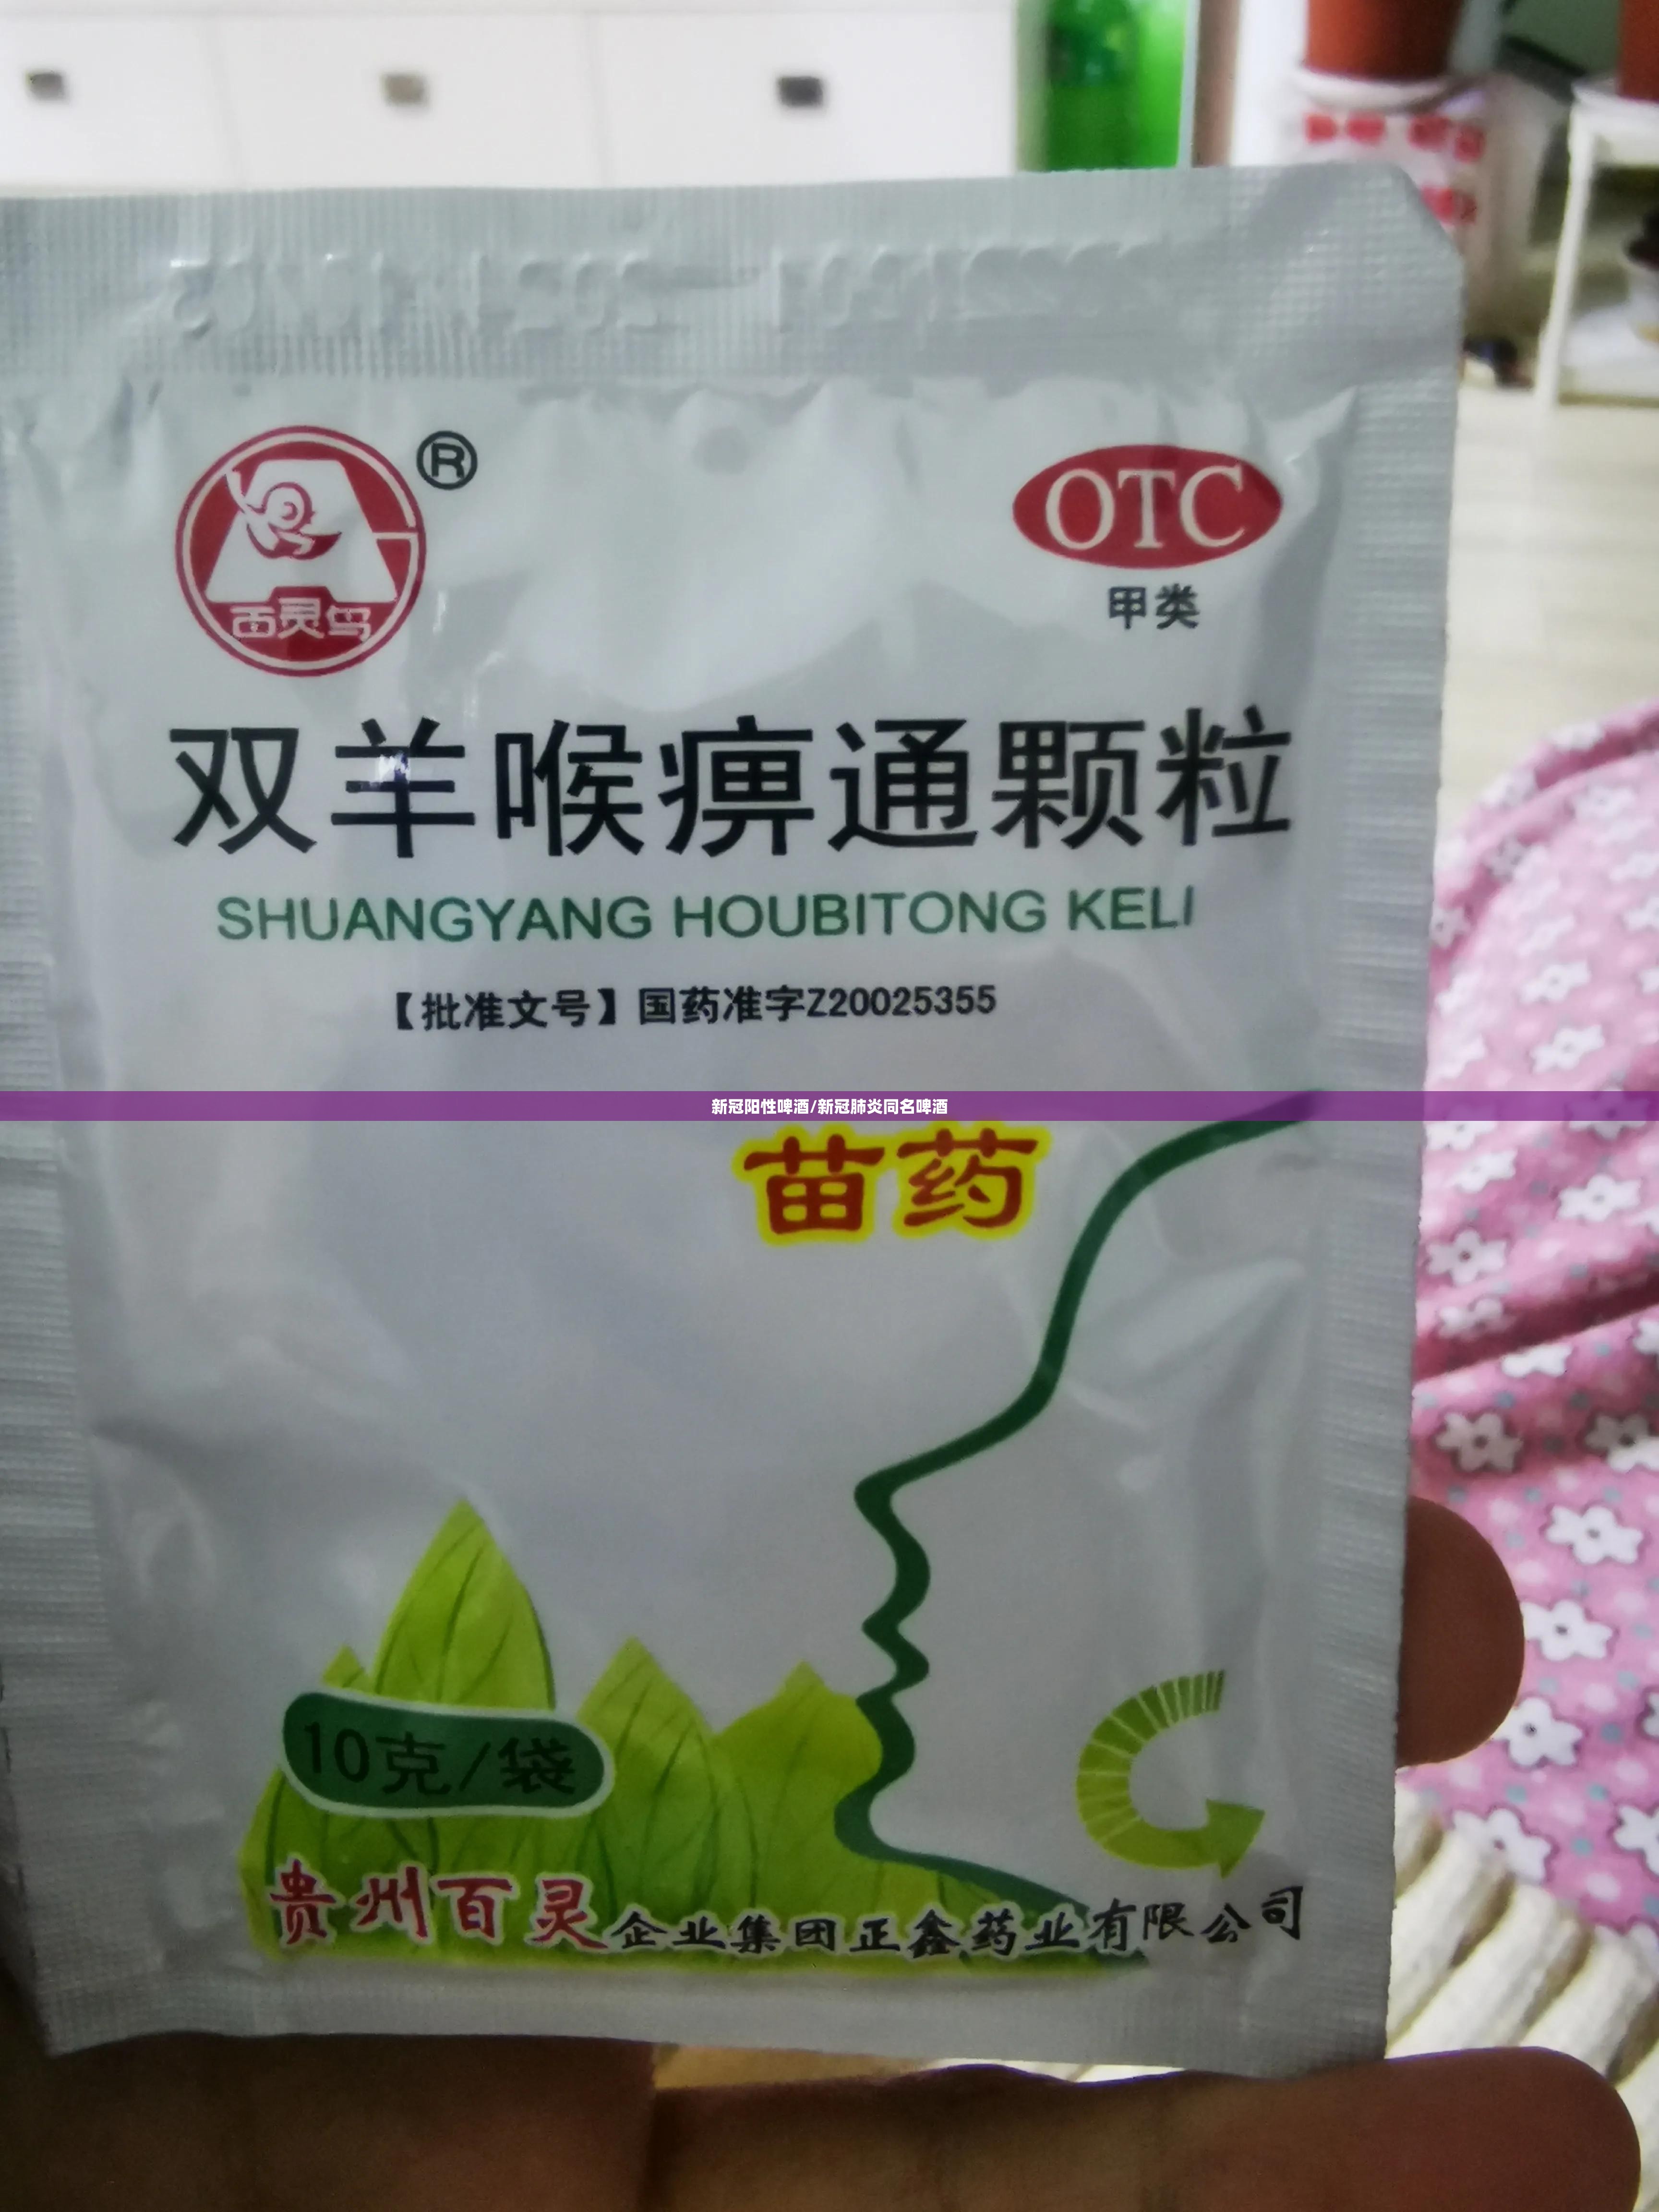 ®
百灵鸟
OTC
甲类
双羊喉痹通颗粒
SHUANGYANG HOUBITONG KELI
【批准文号】国药准字Z20025355
新冠阳性啤酒/新冠肺炎同名啤酒
苗药
10克/袋
贵州百灵企业集团正鑫药业有限公司